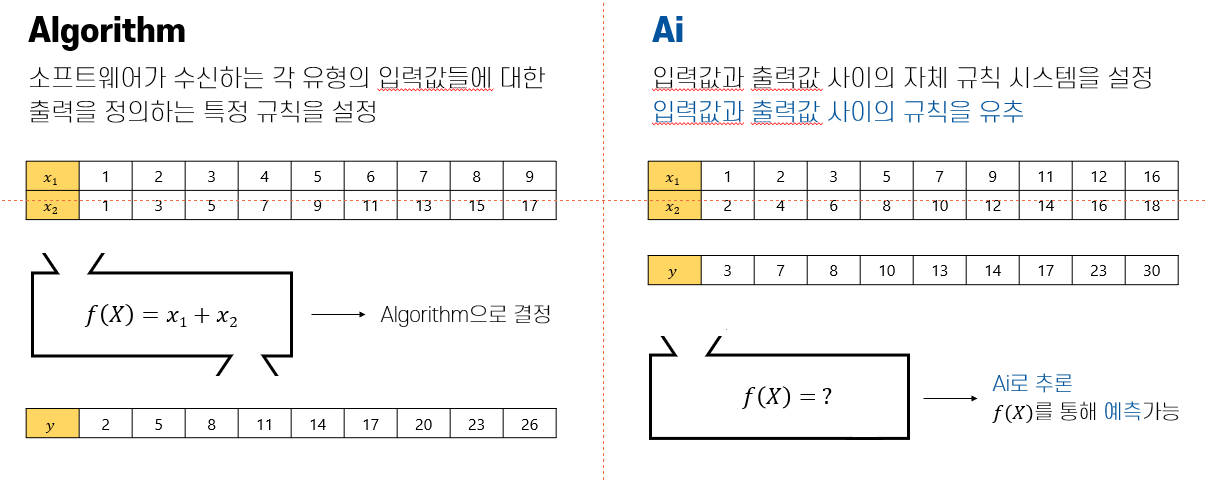 Algorithm
소프트웨어가 수신하는 각 유형의 입력값들에 대한
출력을 정의하는 특정 규칙을 설정
x₁ 1 2 3 4 5 6 7 8 9
x₂ 1 3 5 7 9 11 13 15 17
f(X) = x₁ + x₂
Algorithm으로 결정
y 2 5 8 11 14 17 20 23 26
Ai
입력값과 출력값 사이의 자체 규칙 시스템을 설정
입력값과 출력값 사이의 규칙을 유추
x₁ 1 2 3 5 7 9 11 12 16
x₂ 2 4 6 8 10 12 14 16 18
y 3 7 8 10 13 14 17 23 30
f(X) = ?
Ai로 추론
f(X)를 통해 예측가능